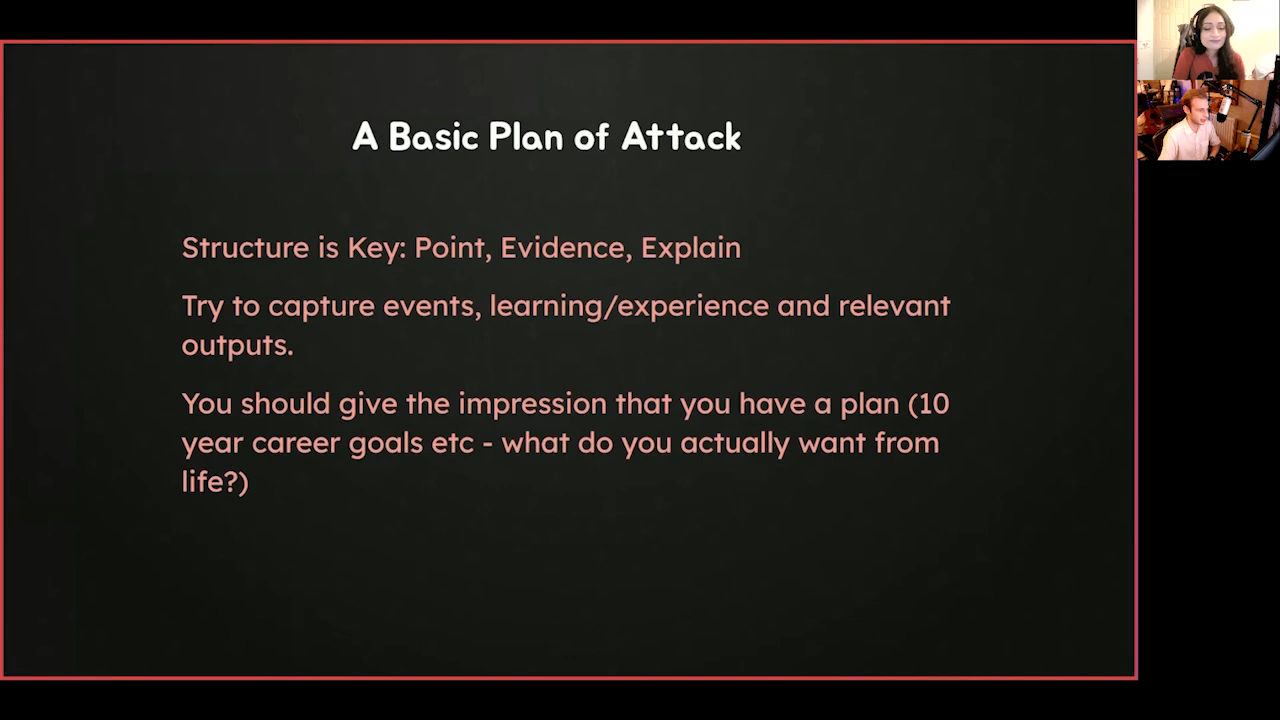 A Basic Plan of Attack
Structure is Key: Point, Evidence, Explain
Try to capture events, learning/experience and relevant
outputs.
You should give the impression that you have a plan (10
year career goals etc - what do you actually want from
life?)